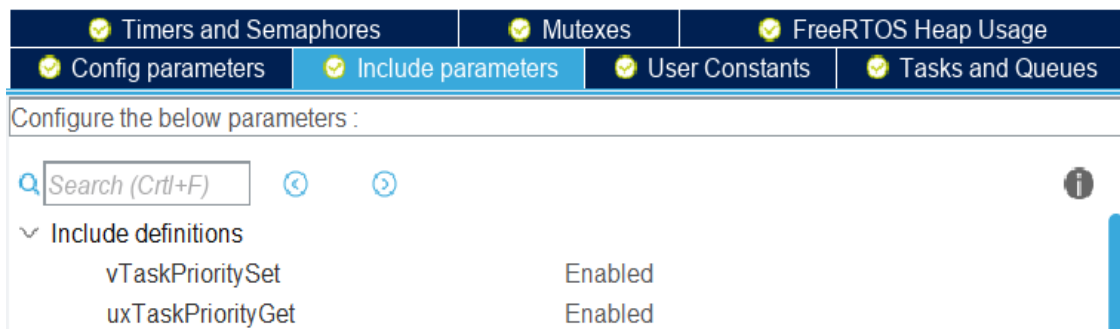 Timers and Semaphores Mutexes FreeRTOS Heap Usage
Config parameters Include parameters User Constants Tasks and Queues
Configure the below parameters :
Search (Crtl+F)
Include definitions
vTaskPrioritySet Enabled
uxTaskPriorityGet Enabled